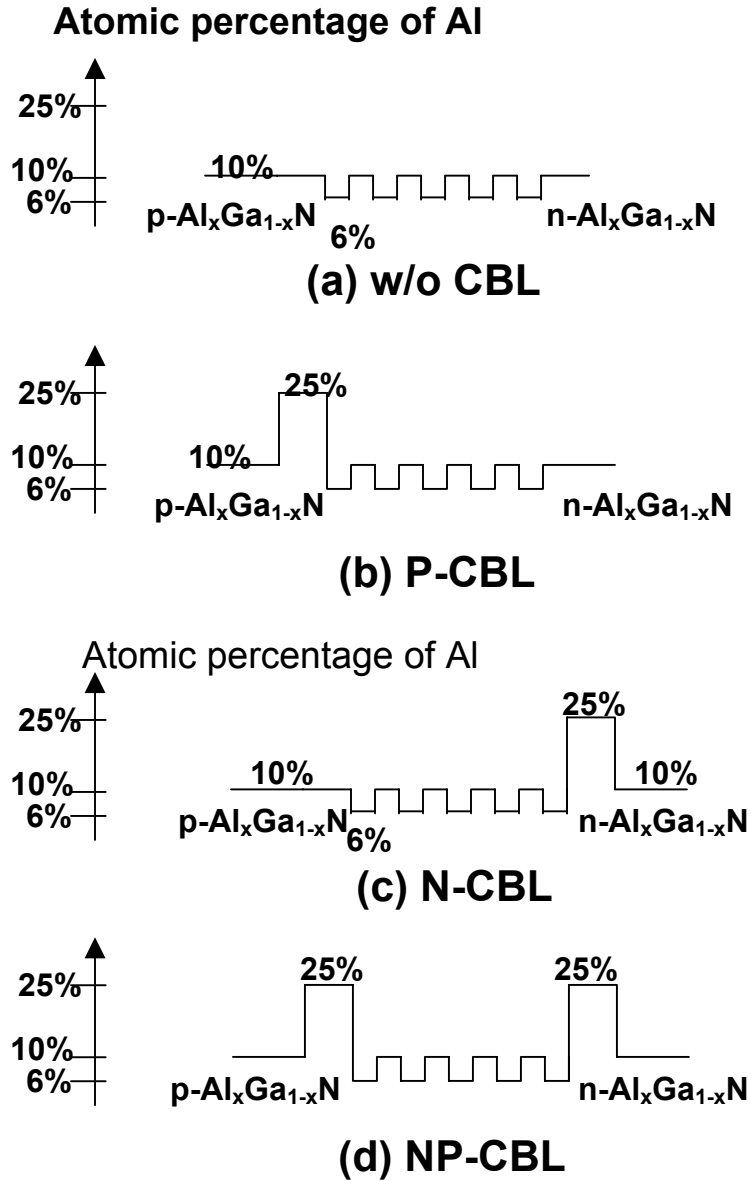 Atomic percentage of Al
25%
10%
10%
6%
p-AlₓGa₁₋ₓN
n-AlₓGa₁₋ₓN
6%
(a) w/o CBL
25%
25%
10%
10%
6%
p-AlₓGa₁₋ₓN
n-AlₓGa₁₋ₓN
(b) P-CBL
Atomic percentage of Al
25%
25%
10%
10%
10%
6%
p-AlₓGa₁₋ₓN
n-AlₓGa₁₋ₓN
6%
(c) N-CBL
25%
25%
25%
10%
6%
p-AlₓGa₁₋ₓN
n-AlₓGa₁₋ₓN
(d) NP-CBL